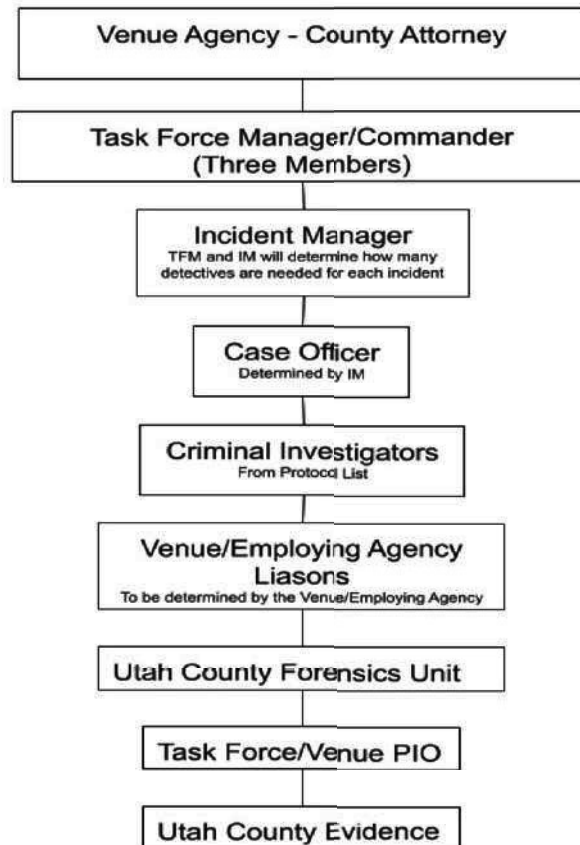 Venue Agency - County Attorney
Task Force Manager/Commander
(Three Members)
Incident Manager
TFM and IM will determine how many
detectives are needed for each incident
Case Officer
Determined by IM
Criminal Investigators
From Protocol List
Venue/Employing Agency
Liasons
To be determined by the Venue/Employing Agency
Utah County Forensics Unit
Task Force/Venue PIO
Utah County Evidence